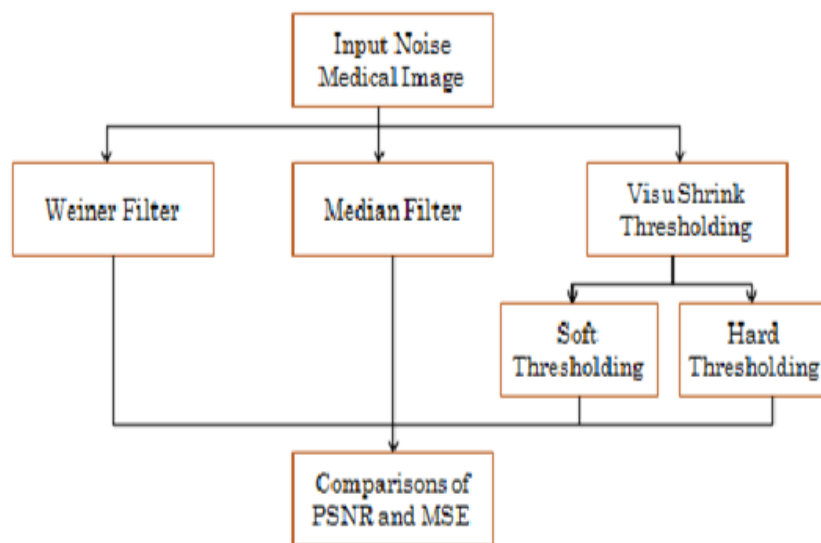 Input Noise
Medical Image
Weiner Filter
Median Filter
Visu Shrink
Thresholding
Soft
Thresholding
Hard
Thresholding
Comparisons of
PSNR and MSE